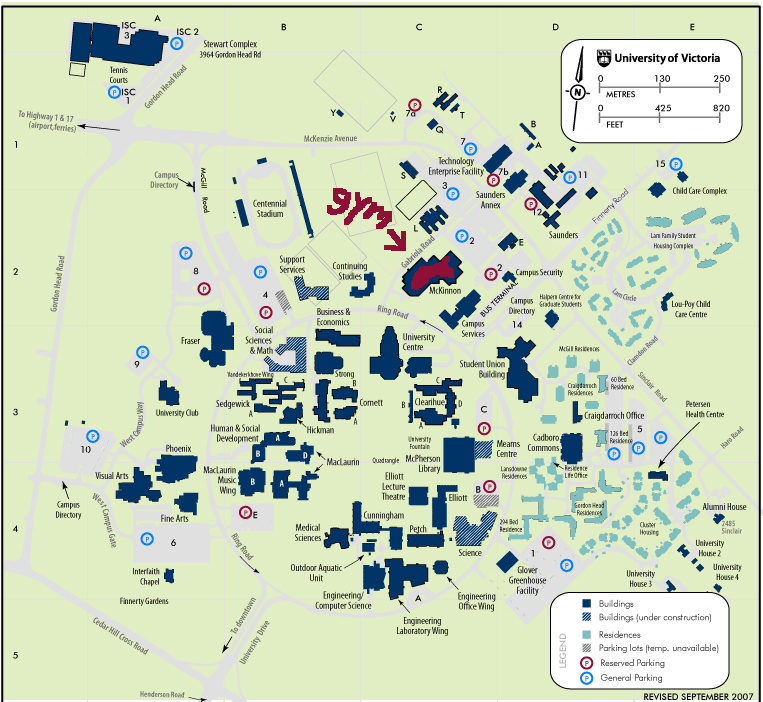 A
B
C
D
E
ISC 3
ISC 2
Stewart Complex
3964 Gordon Head Rd
Tennis
Courts
ISC
1
Gordon Head Road
To Highway 1 & 17
(airport,ferries)
University of Victoria
0 130 250
METRES
0 425 820
FEET
N
McKenzie Avenue
1
Y
V
7a
R
T
Q
7
B
A
Technology
Enterprise Facility
7b
11
15
Child Care Complex
Campus
Directory
McGill Road
Centennial
Stadium
gym
S
3
Saunders
Annex
12
Saunders
Finnerty Road
L
2
E
Lam Family Student
Housing Complex
Gabriola Road
Gordon Head Road
2
8
4
Support
Services
Continuing
Studies
McKinnon
2
Campus Security
BUS TERMINAL
Campus
Directory
14
Halpern Centre for
Graduate Students
Lam Circle
Lou-Poy Child
Care Centre
Ring Road
Campus
Services
Fraser
Social
Sciences
& Math
Business &
Economics
University
Centre
Student Union
Building
McGill Residences
Clarndon Road
Sinclair Road
9
Vandekerkhove Wing
Strong
C
B
A
Cornett
Sedgewick
A
Hickman
Clearihue
C
B
D
A
60 Bed
Residence
Craigdarroch
Residences
Craigdarroch Office
Petersen
Health Centre
3
University Club
West Campus Way
10
Human & Social
Development
A
B
D
MacLaurin
University
Fountain
Quadrangle
McPherson
Library
C
Mearns
Centre
Cadboro
Commons
126 Bed
Residence
5
Haro Road
Phoenix
Visual Arts
Fine Arts
MacLaurin
Music
Wing
B
A
Elliott
Lecture
Theatre
Elliott
B
Lansdowne
Residences
Residence
Life Office
Gordon Head
Residences
Campus
Directory
West Campus Gate
E
4
6
Medical
Sciences
Cunningham
Petch
Science
294 Bed
Residence
Cluster
Housing
Alumni House
2485
Sinclair
University
House 2
University
House 4
University
House 3
Ring Road
Outdoor Aquatic
Unit
1
Glover
Greenhouse
Facility
Interfaith
Chapel
Finnerty Gardens
Engineering/
Computer Science
A
Engineering
Office Wing
Engineering
Laboratory Wing
Cedar Hill Cross Road
To downtown
University Drive
5
Henderson Road
LEGEND
Buildings
Buildings (under construction)
Residences
Parking lots (temp. unavailable)
P Reserved Parking
P General Parking
REVISED SEPTEMBER 2007